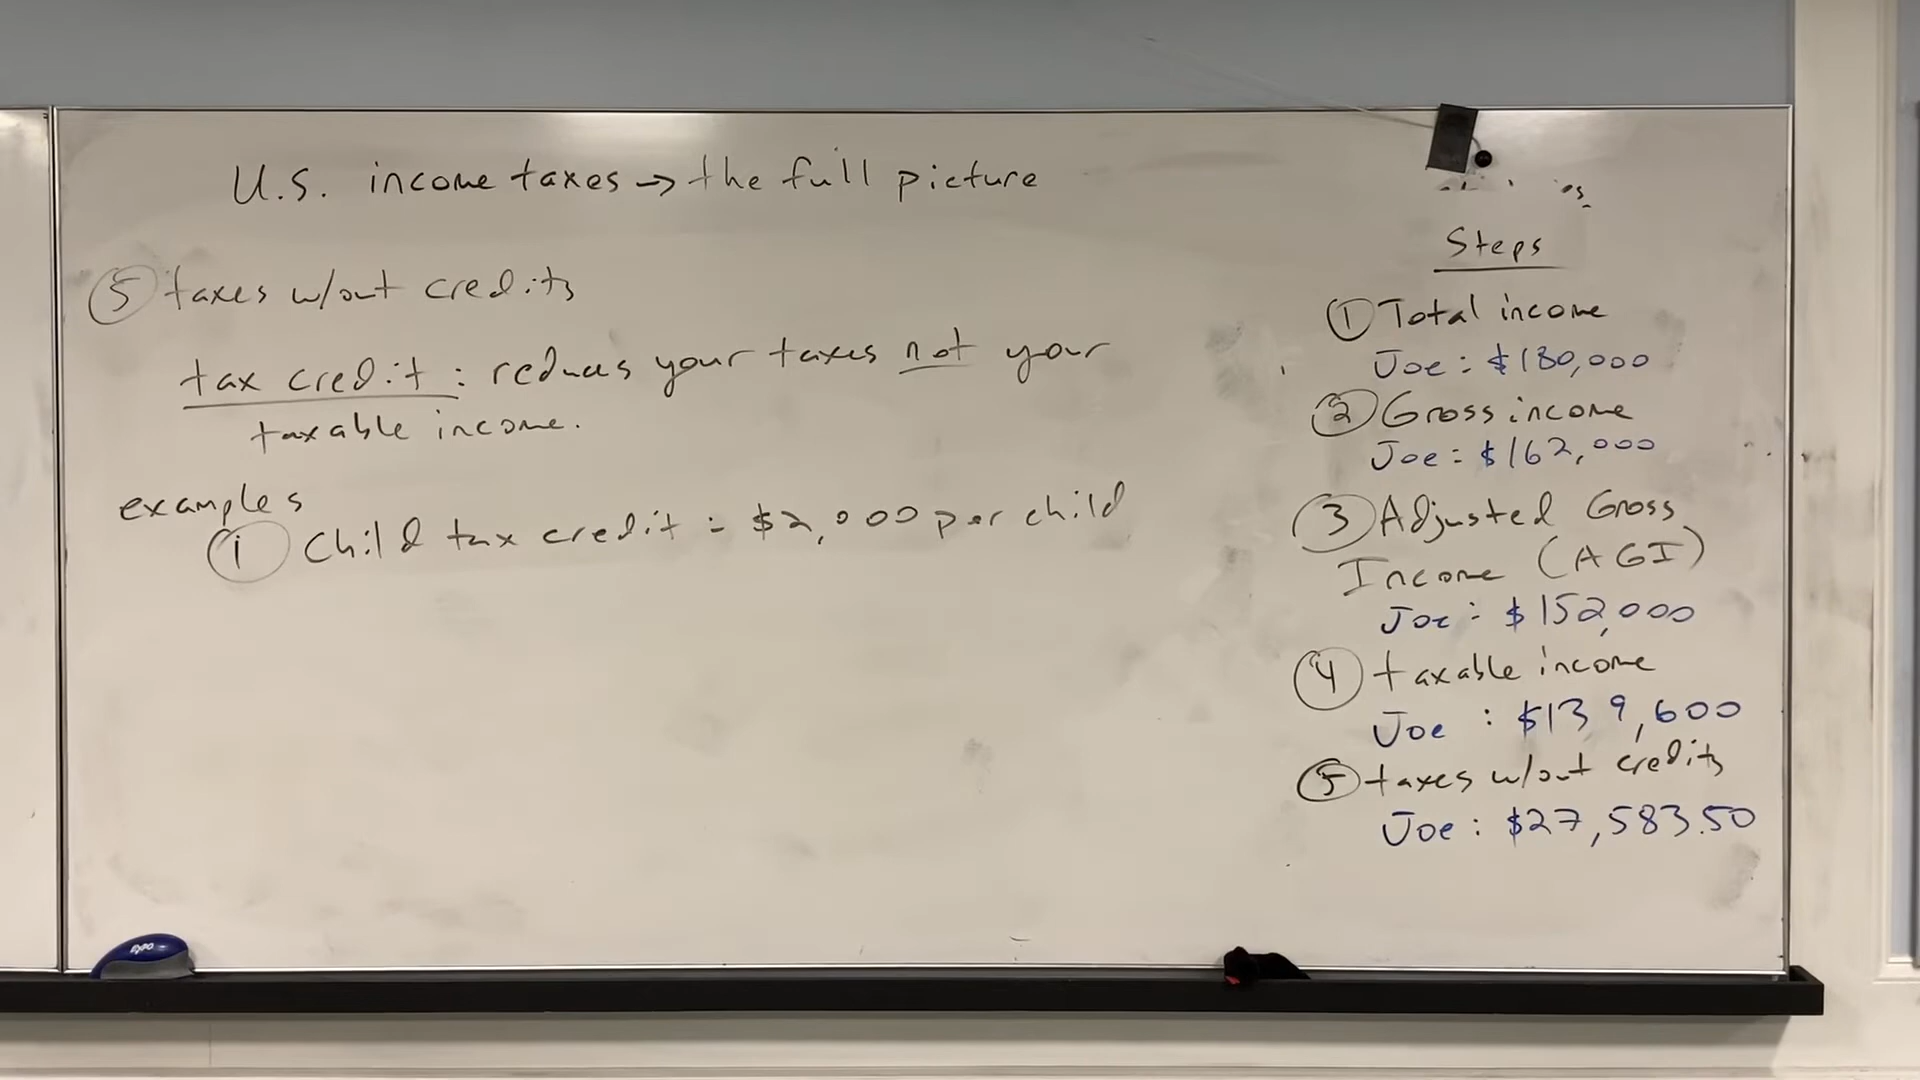 U.S. income taxes → the full picture
⑤ taxes w/out credits
tax credit : reduces your taxes not your
taxable income.
examples
① Child tax credit = $2,000 per child
Steps
① Total income
Joe : $180,000
② Gross income
Joe : $162,000
③ Adjusted Gross
Income (AGI)
Joe : $152,000
④ taxable income
Joe : $139,600
⑤ taxes w/out credits
Joe : $27,583.50
EXPO